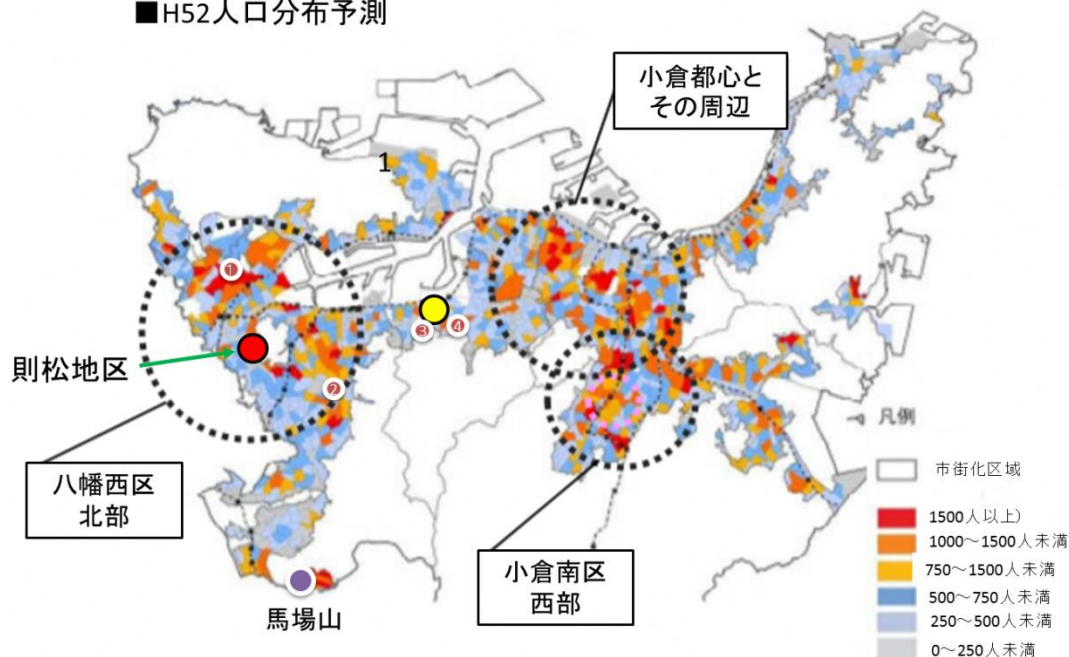 ■H52人口分布予測
小倉都心と
その周辺
1
①
③
④
則松地区
②
八幡西区
北部
小倉南区
西部
馬場山
凡例
市街化区域
1500人以上）
1000～1500人未満
750～1500人未満
500～750人未満
250～500人未満
0～250人未満